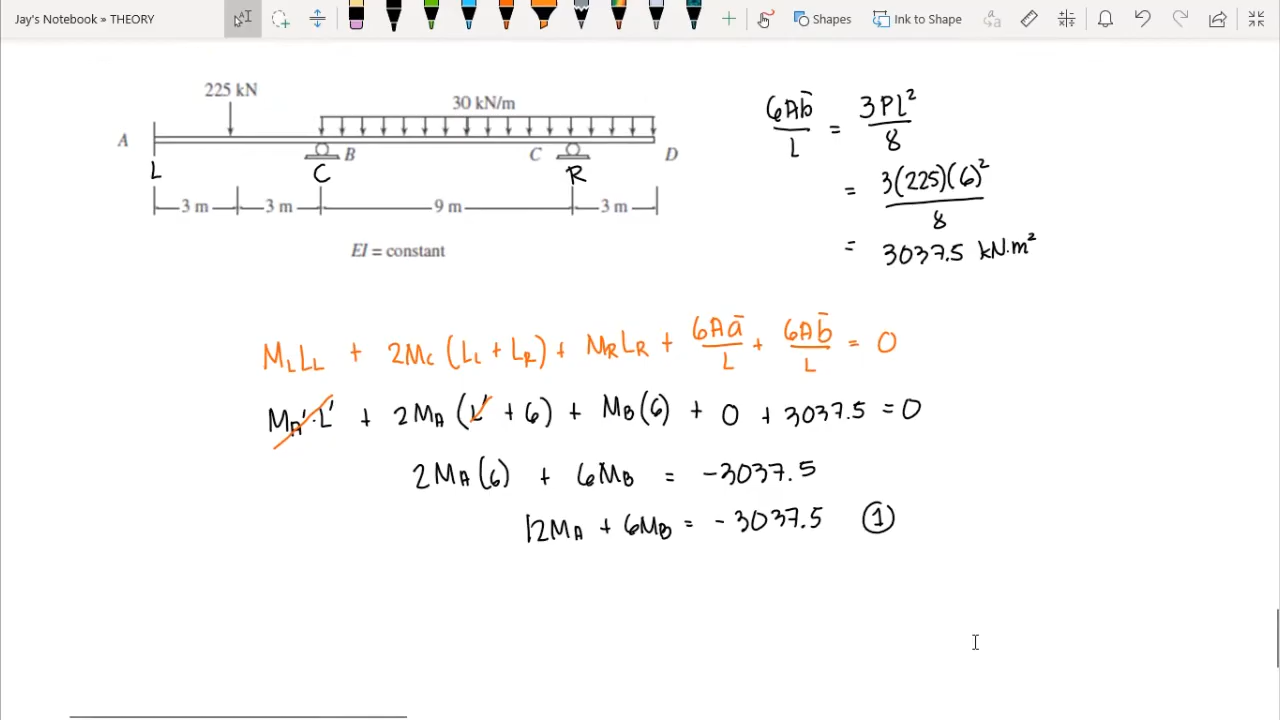 Jay's Notebook » THEORY
Shapes
Ink to Shape
225 kN
30 kN/m
A
B
C
D
L
C
R
3 m
3 m
9 m
3 m
EI = constant
6Ab̄/L = 3PL²/8
= 3(225)(6)²/8
= 3037.5 kN.m²
MLLL + 2Mc (LL + LR) + MRLR + 6Aā/L + 6Ab̄/L = 0
MA'·L' + 2MA (L' + 6) + MB(6) + 0 + 3037.5 = 0
2MA(6) + 6MB = -3037.5
12MA + 6MB = -3037.5 ①